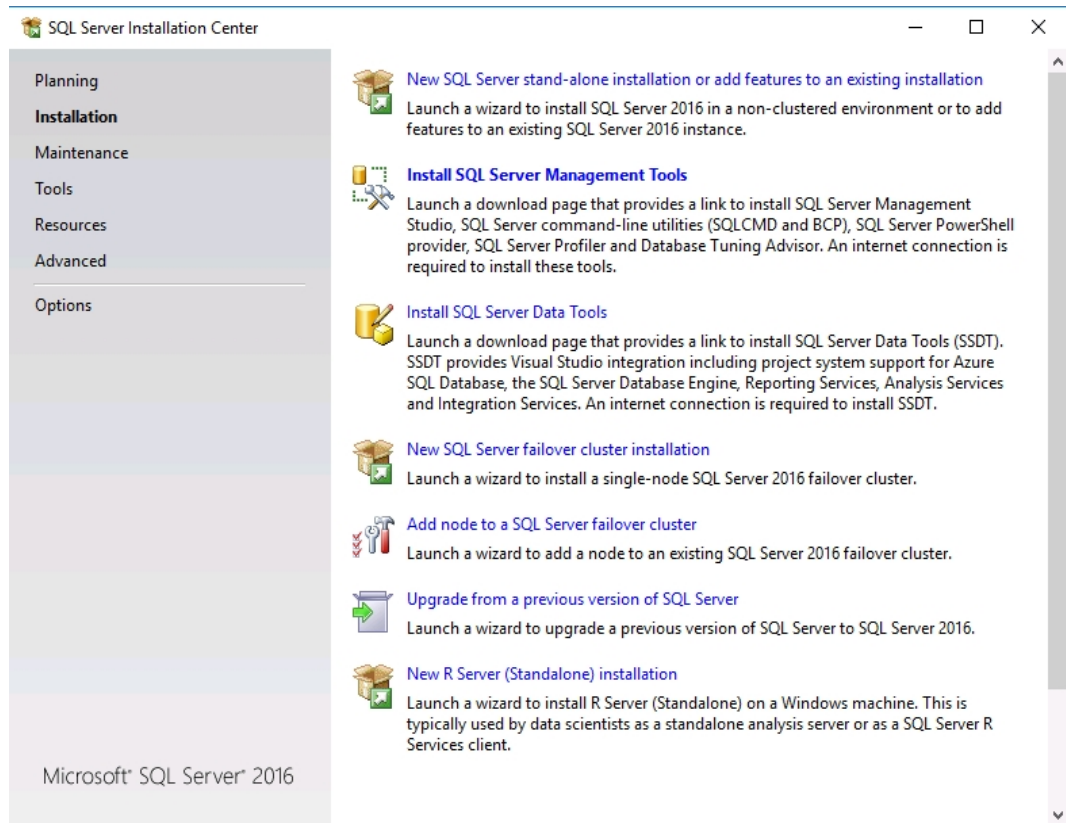 SQL Server Installation Center
Planning
Installation
Maintenance
Tools
Resources
Advanced
Options
Microsoft® SQL Server® 2016
New SQL Server stand-alone installation or add features to an existing installation
Launch a wizard to install SQL Server 2016 in a non-clustered environment or to add
features to an existing SQL Server 2016 instance.
Install SQL Server Management Tools
Launch a download page that provides a link to install SQL Server Management
Studio, SQL Server command-line utilities (SQLCMD and BCP), SQL Server PowerShell
provider, SQL Server Profiler and Database Tuning Advisor. An internet connection is
required to install these tools.
Install SQL Server Data Tools
Launch a download page that provides a link to install SQL Server Data Tools (SSDT).
SSDT provides Visual Studio integration including project system support for Azure
SQL Database, the SQL Server Database Engine, Reporting Services, Analysis Services
and Integration Services. An internet connection is required to install SSDT.
New SQL Server failover cluster installation
Launch a wizard to install a single-node SQL Server 2016 failover cluster.
Add node to a SQL Server failover cluster
Launch a wizard to add a node to an existing SQL Server 2016 failover cluster.
Upgrade from a previous version of SQL Server
Launch a wizard to upgrade a previous version of SQL Server to SQL Server 2016.
New R Server (Standalone) installation
Launch a wizard to install R Server (Standalone) on a Windows machine. This is
typically used by data scientists as a standalone analysis server or as a SQL Server R
Services client.